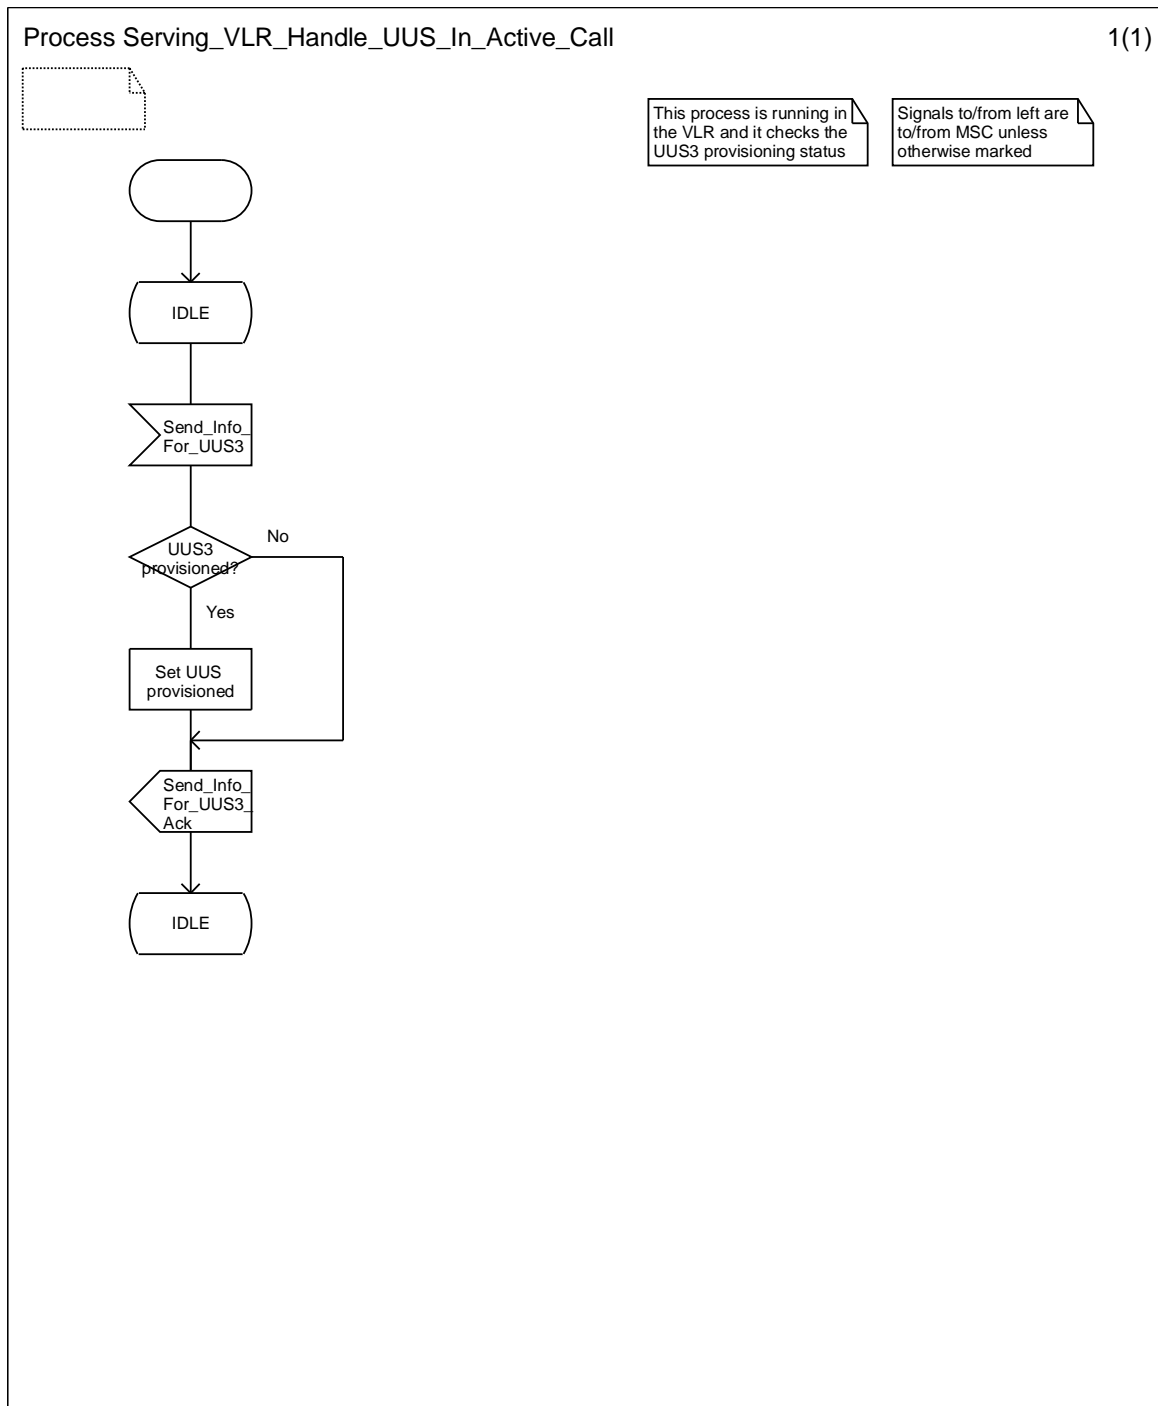 Process Serving_VLR_Handle_UUS_In_Active_Call
1(1)
This process is running in
the VLR and it checks the
UUS3 provisioning status
Signals to/from left are
to/from MSC unless
otherwise marked
IDLE
Send_Info_
For_UUS3
No
UUS3
provisioned?
Yes
Set UUS
provisioned
Send_Info_
For_UUS3_
Ack
IDLE